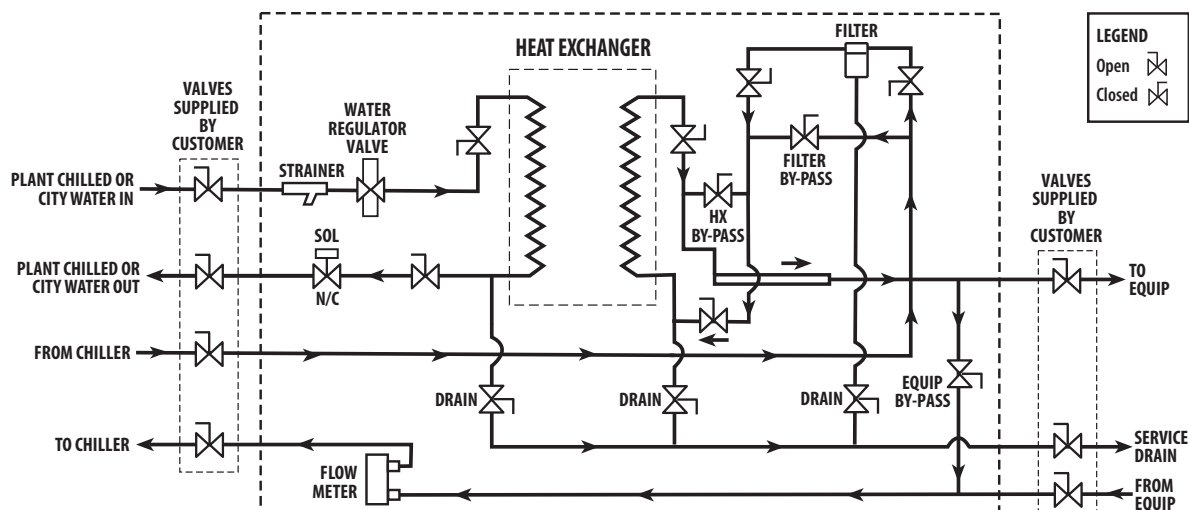 HEAT EXCHANGER
FILTER
LEGEND
Open
Closed
VALVES
SUPPLIED
BY
CUSTOMER
WATER
REGULATOR
VALVE
STRAINER
PLANT CHILLED OR
CITY WATER IN
FILTER
BY-PASS
HX
BY-PASS
VALVES
SUPPLIED
BY
CUSTOMER
SOL
N/C
PLANT CHILLED OR
CITY WATER OUT
TO
EQUIP
FROM CHILLER
DRAIN
DRAIN
DRAIN
EQUIP
BY-PASS
TO CHILLER
FLOW
METER
SERVICE
DRAIN
FROM
EQUIP